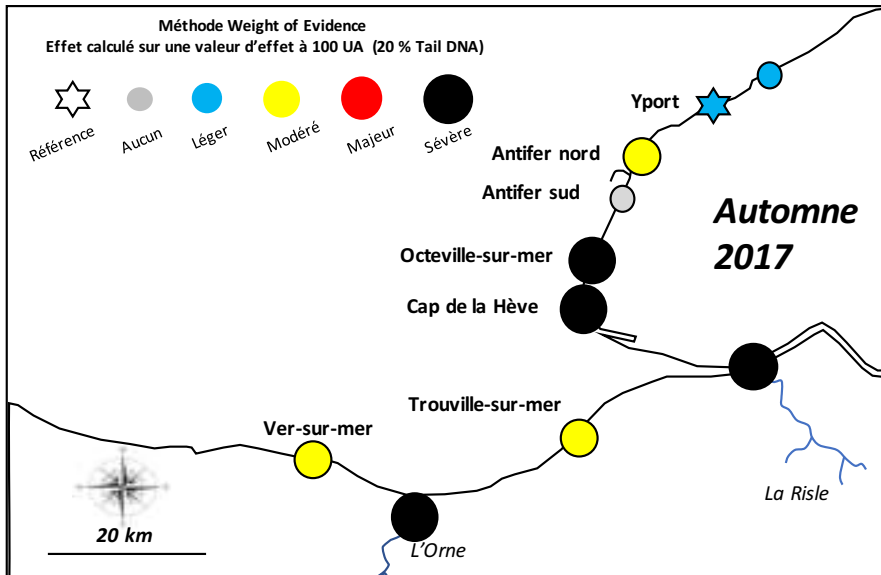 Méthode Weight of Evidence
Effet calculé sur une valeur d'effet à 100 UA (20 % Tail DNA)
Référence
Aucun
Léger
Modéré
Majeur
Sévère
Yport
Antifer nord
Antifer sud
Automne
2017
Octeville-sur-mer
Cap de la Hève
Trouville-sur-mer
Ver-sur-mer
La Risle
20 km
L'Orne